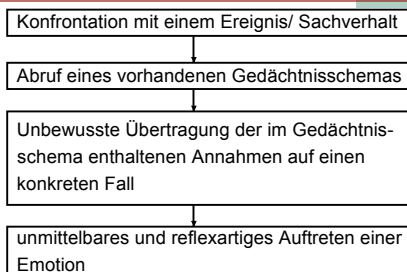 Konfrontation mit einem Ereignis/ Sachverhalt
Abruf eines vorhandenen Gedächtnisschemas
Unbewusste Übertragung der im Gedächtnis-
schema enthaltenen Annahmen auf einen
konkreten Fall
unmittelbares und reflexartiges Auftreten einer
Emotion